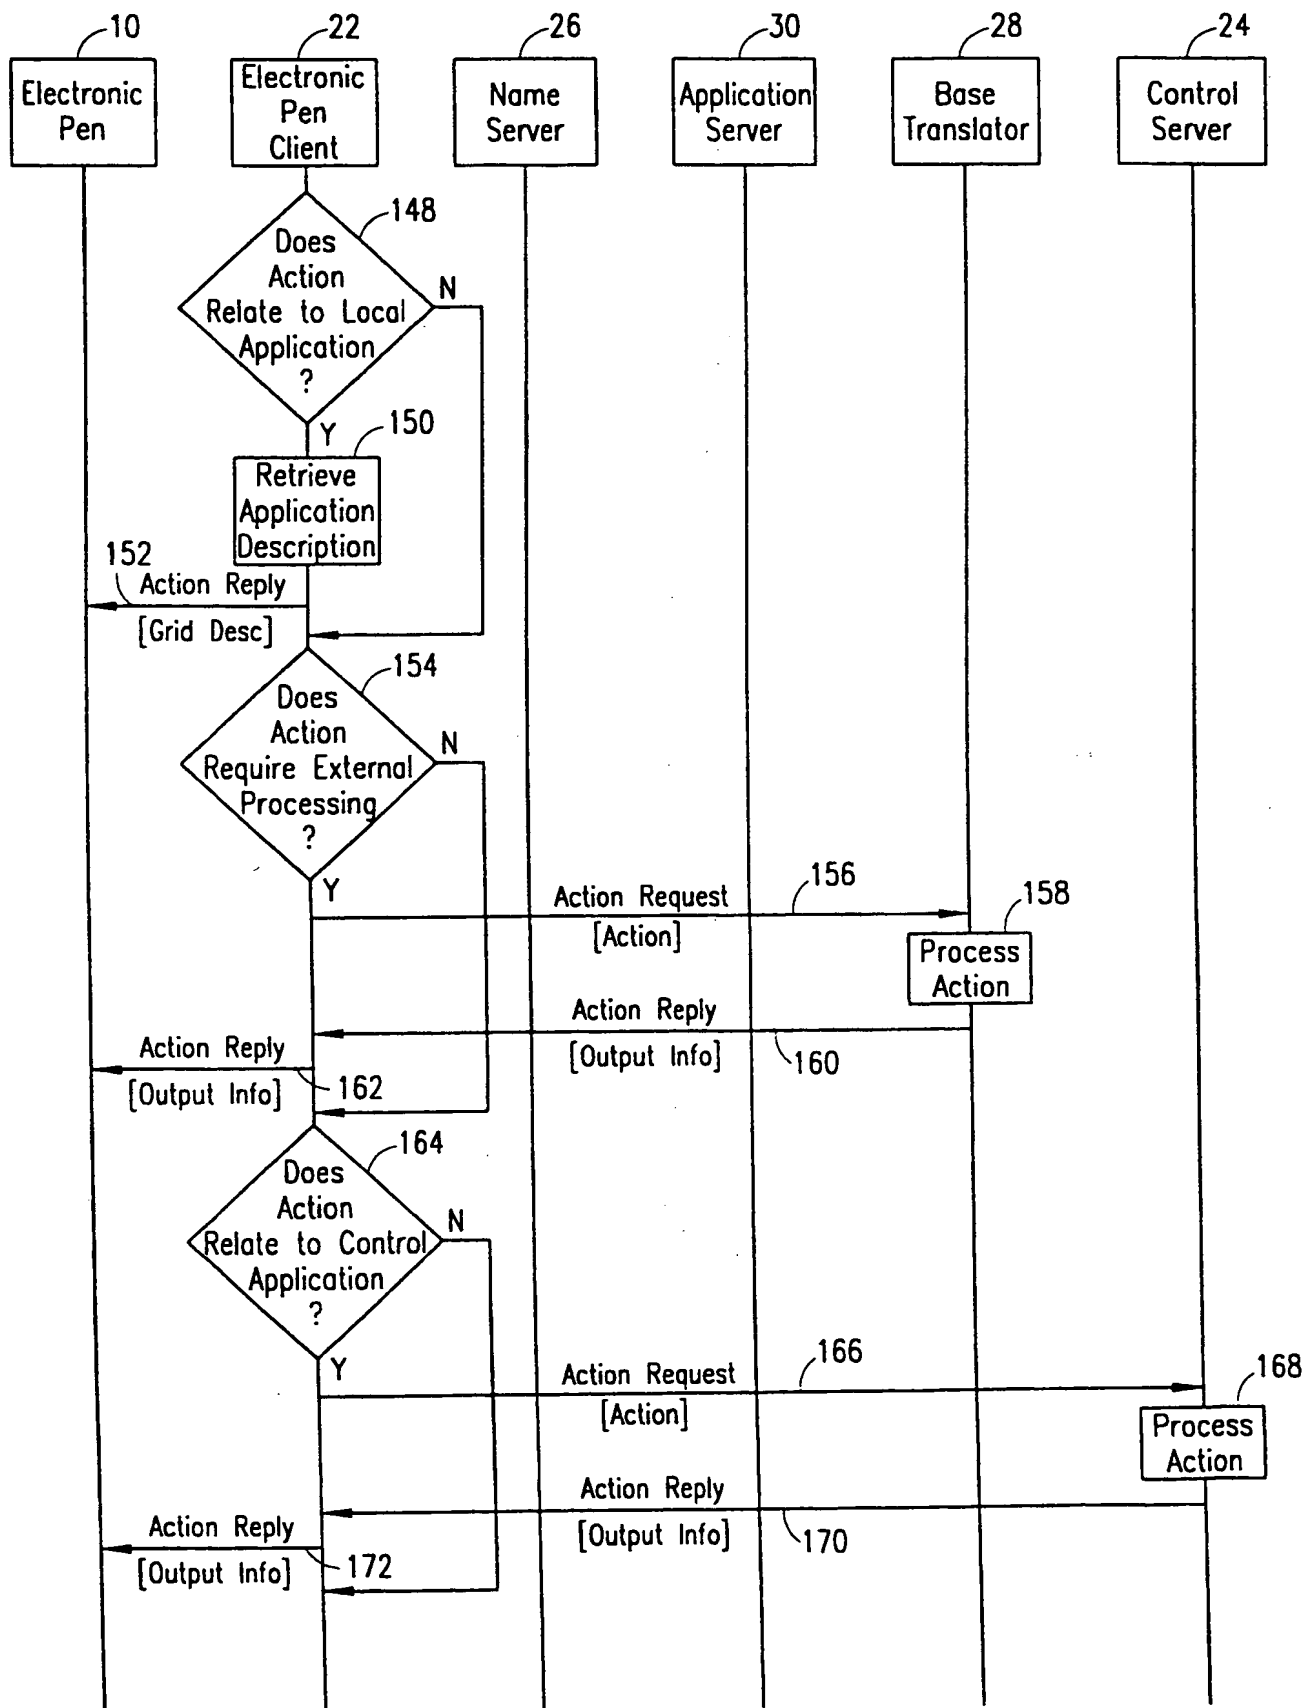 10
22
26
30
28
24
Electronic
Pen
Electronic
Pen
Client
Name
Server
Application
Server
Base
Translator
Control
Server
148
Does
Action
Relate to Local
Application
?
N
Y
150
Retrieve
Application
Description
152
Action Reply
[Grid Desc]
154
Does
Action
Require External
Processing
?
N
Y
Action Request
[Action]
156
158
Process
Action
Action Reply
[Output Info]
160
Action Reply
[Output Info]
162
164
Does
Action
Relate to Control
Application
?
N
Y
Action Request
[Action]
166
168
Process
Action
Action Reply
[Output Info]
170
Action Reply
[Output Info]
172